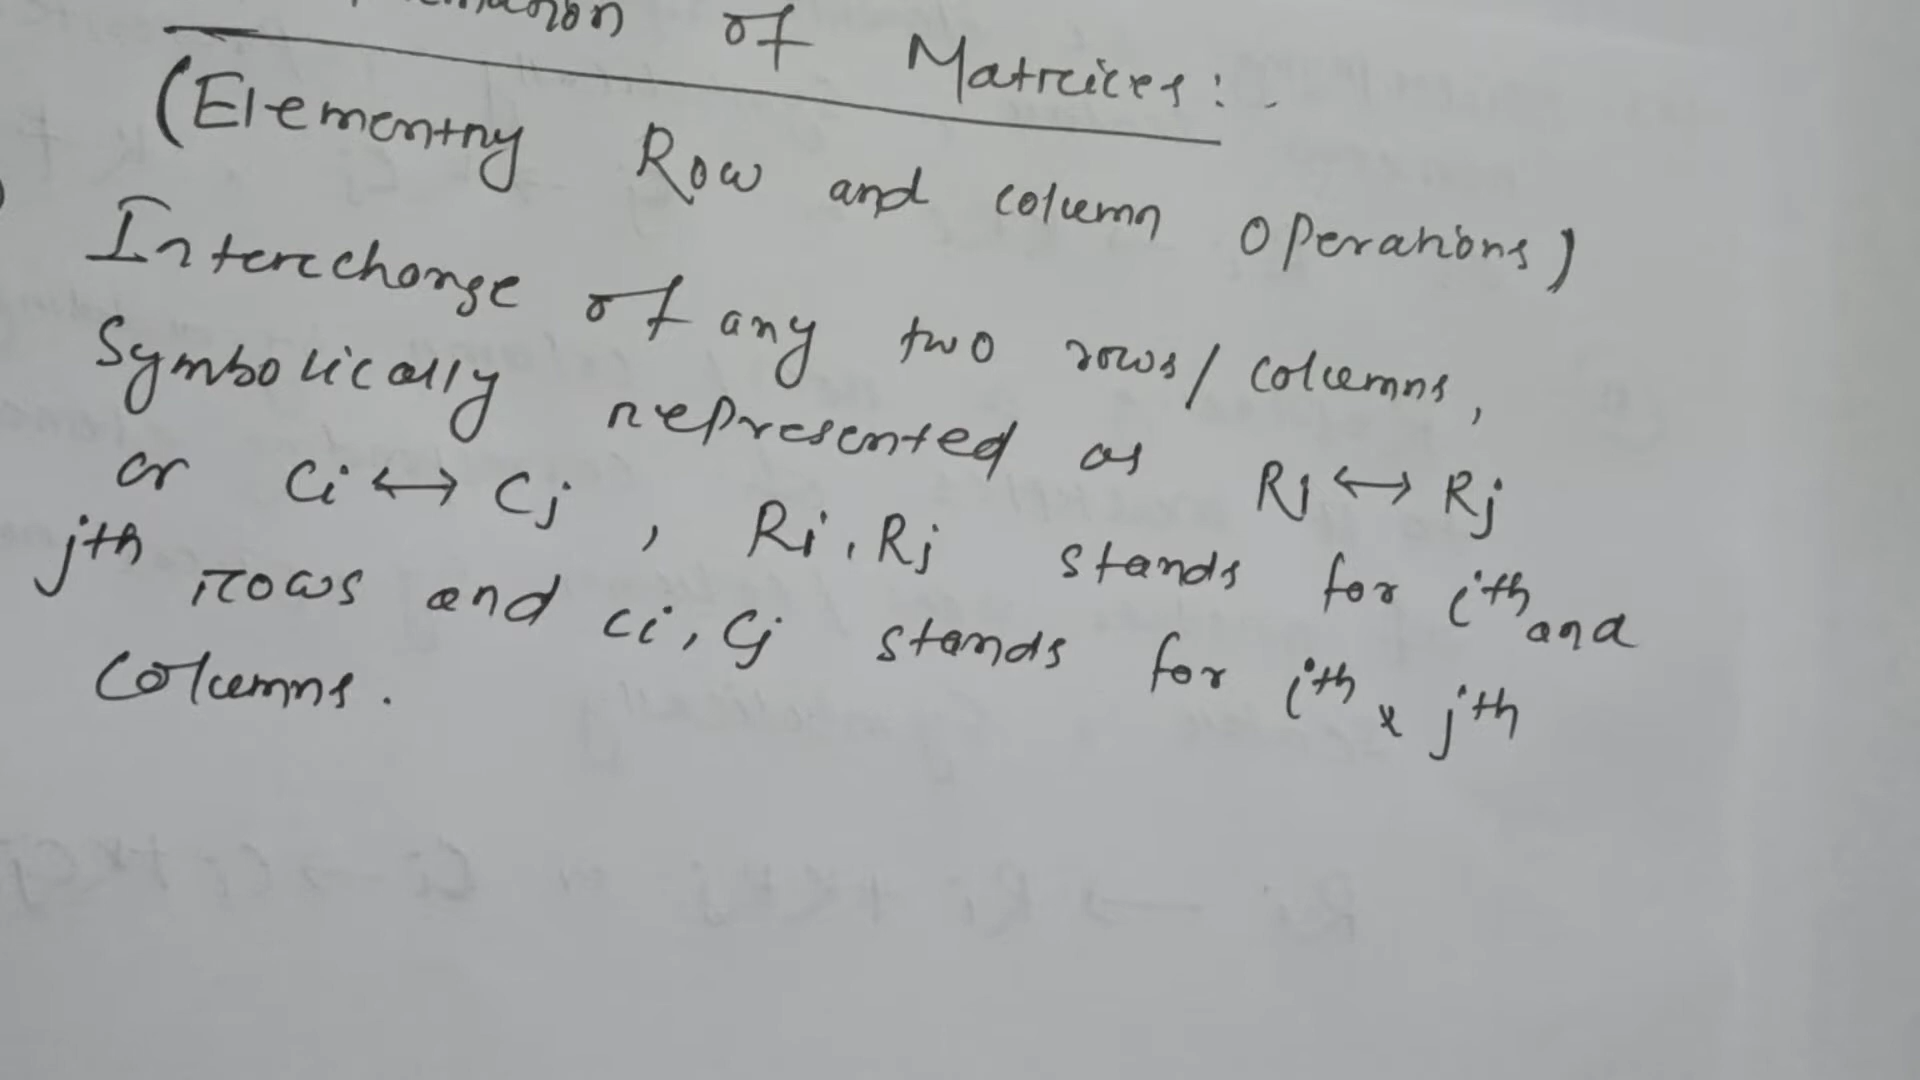 of Matrices:-
(Elementry Row and column operations)
Interchange of any two rows/columns,
Symbolically represented as Rj ↔ Rj
or Ci ↔ Cj, Ri, Rj stands for ith and
jth rows and Ci, Cj stands for ith & jth
columns.